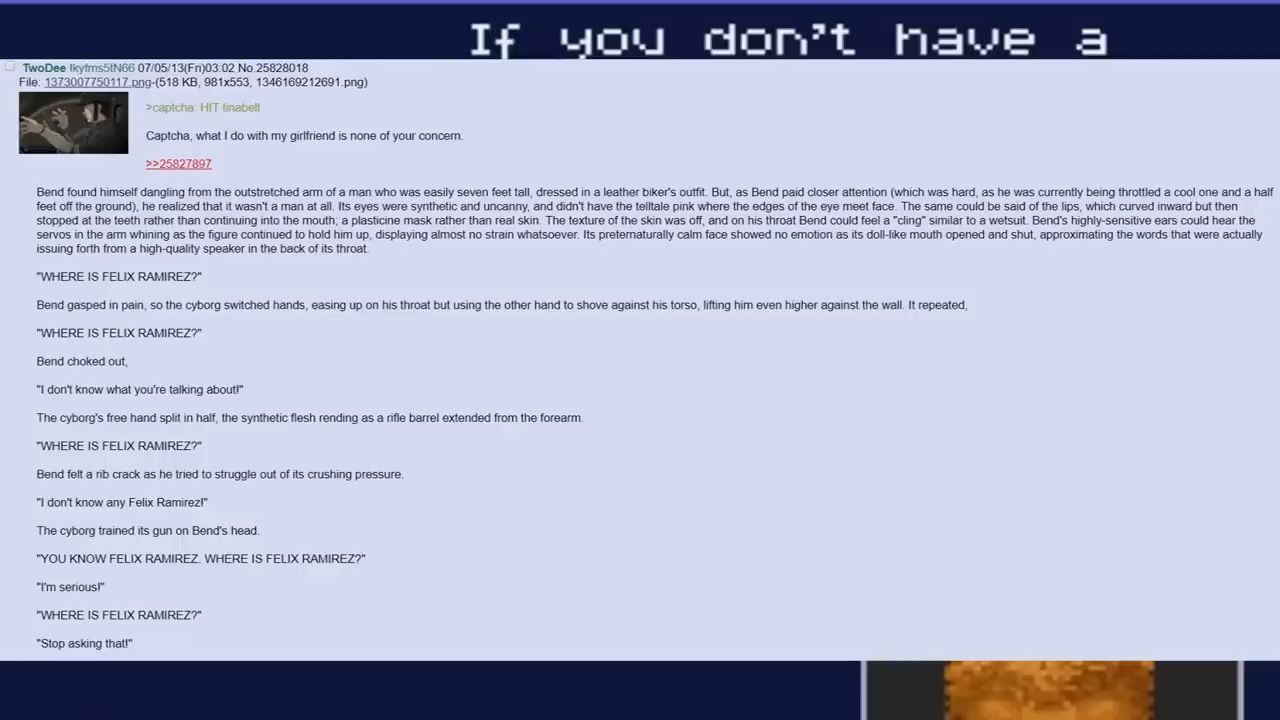 If you don't have a
TwoDee !kyfms5tN66 07/05/13(Fri)03:02 No.25828018
File: 1373007750117.png-(518 KB, 981x553, 1346169212691.png)
>captcha: HIT tinabelt
Captcha, what I do with my girlfriend is none of your concern.
>>25827897
Bend found himself dangling from the outstretched arm of a man who was easily seven feet tall, dressed in a leather biker's outfit. But, as Bend paid closer attention (which was hard, as he was currently being throttled a cool one and a half
feet off the ground), he realized that it wasn't a man at all. Its eyes were synthetic and uncanny, and didn't have the telltale pink where the edges of the eye meet face. The same could be said of the lips, which curved inward but then
stopped at the teeth rather than continuing into the mouth; a plasticine mask rather than real skin. The texture of the skin was off, and on his throat Bend could feel a "cling" similar to a wetsuit. Bend's highly-sensitive ears could hear the
servos in the arm whining as the figure continued to hold him up, displaying almost no strain whatsoever. Its preternaturally calm face showed no emotion as its doll-like mouth opened and shut, approximating the words that were actually
issuing forth from a high-quality speaker in the back of its throat.
"WHERE IS FELIX RAMIREZ?"
Bend gasped in pain, so the cyborg switched hands, easing up on his throat but using the other hand to shove against his torso, lifting him even higher against the wall. It repeated,
"WHERE IS FELIX RAMIREZ?"
Bend choked out,
"I don't know what you're talking about!"
The cyborg's free hand split in half, the synthetic flesh rending as a rifle barrel extended from the forearm.
"WHERE IS FELIX RAMIREZ?"
Bend felt a rib crack as he tried to struggle out of its crushing pressure.
"I don't know any Felix Ramirez!"
The cyborg trained its gun on Bend's head.
"YOU KNOW FELIX RAMIREZ. WHERE IS FELIX RAMIREZ?"
"I'm serious!"
"WHERE IS FELIX RAMIREZ?"
"Stop asking that!"